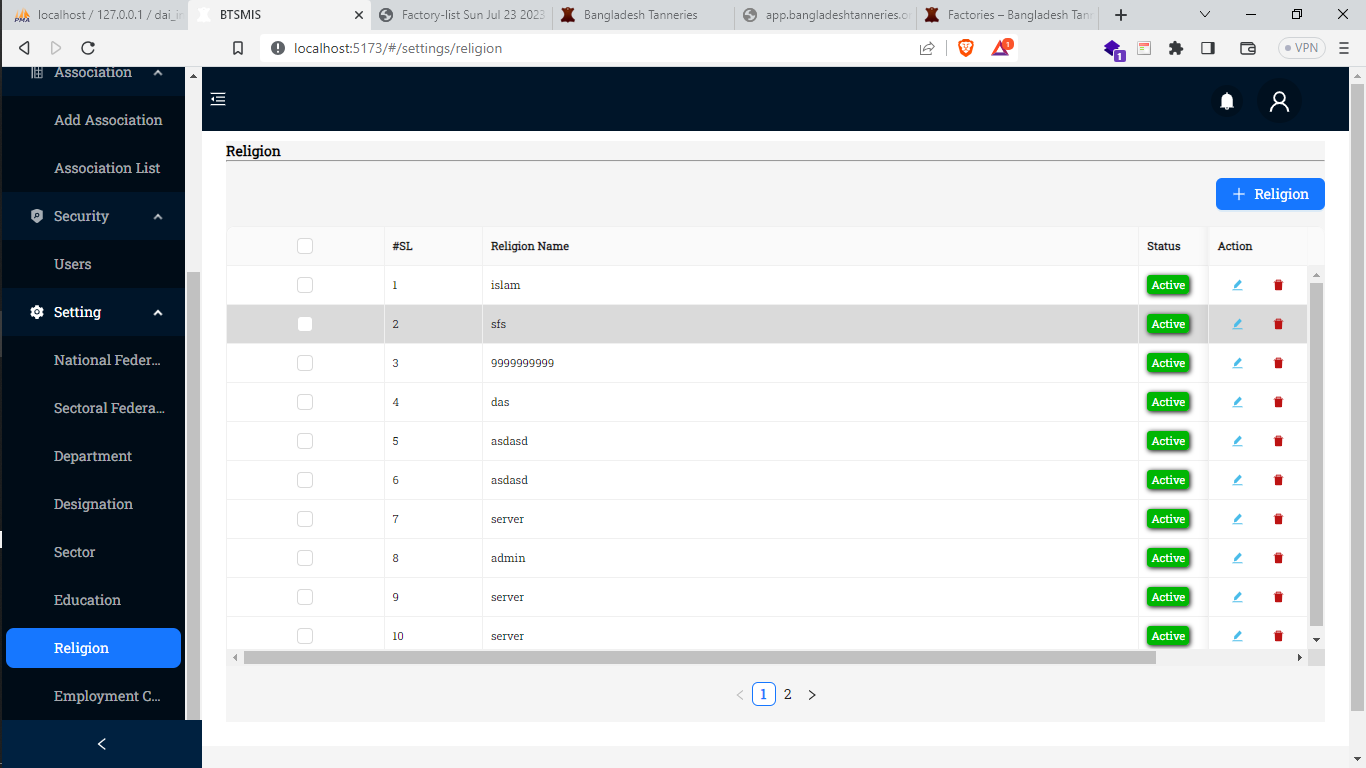 localhost / 127.0.0.1 / dai_i
BTSMIS
Factory-list Sun Jul 23 2023
Bangladesh Tanneries
app.bangladeshtanneries.o
Factories – Bangladesh Tan
localhost:5173/#/settings/religion
1
1
VPN
Association
Add Association
Association List
Security
Users
Setting
National Feder...
Sectoral Federa...
Department
Designation
Sector
Education
Religion
Employment C...
Religion
+ Religion
#SL Religion Name Status Action
1 islam Active
2 sfs Active
3 9999999999 Active
4 das Active
5 asdasd Active
6 asdasd Active
7 server Active
8 admin Active
9 server Active
10 server Active
< 1 2 >